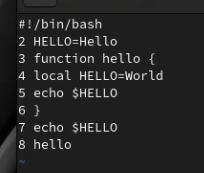 #!/bin/bash
2 HELLO=Hello
3 function hello {
4 local HELLO=World
5 echo $HELLO
6 }
7 echo $HELLO
8 hello
~